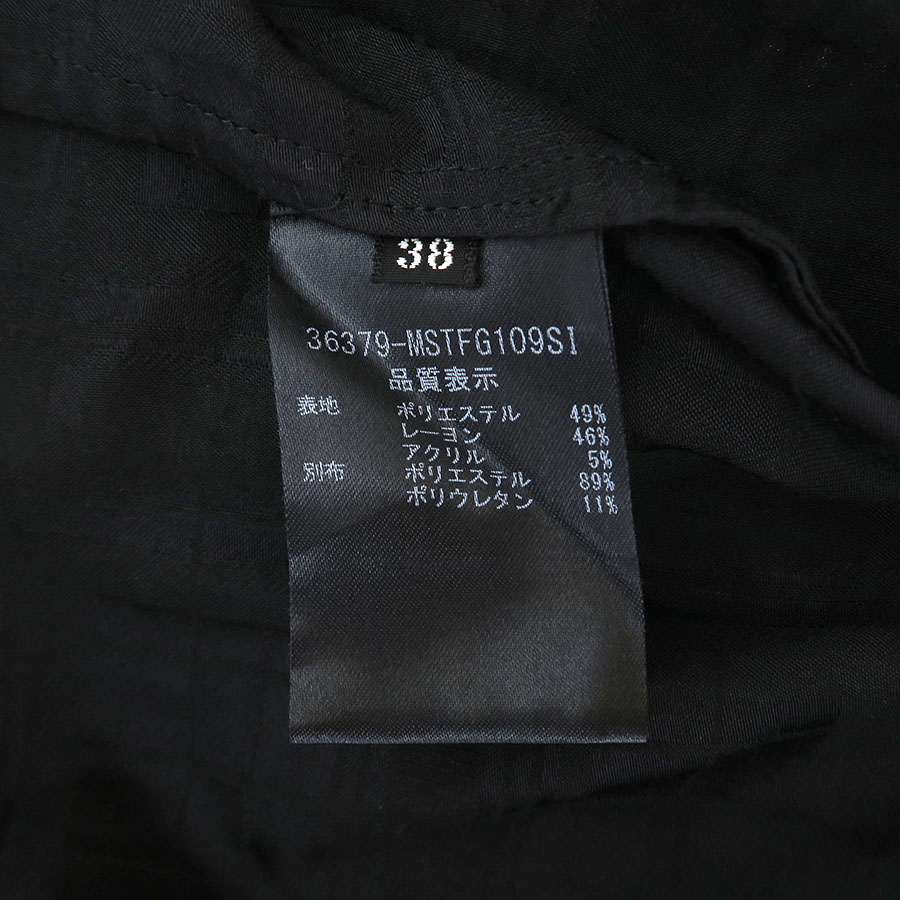 38
36379-MSTFG109SI
品質表示
表地 ポリエステル 49%
レーヨン 46%
アクリル 5%
別布 ポリエステル 89%
ポリウレタン 11%